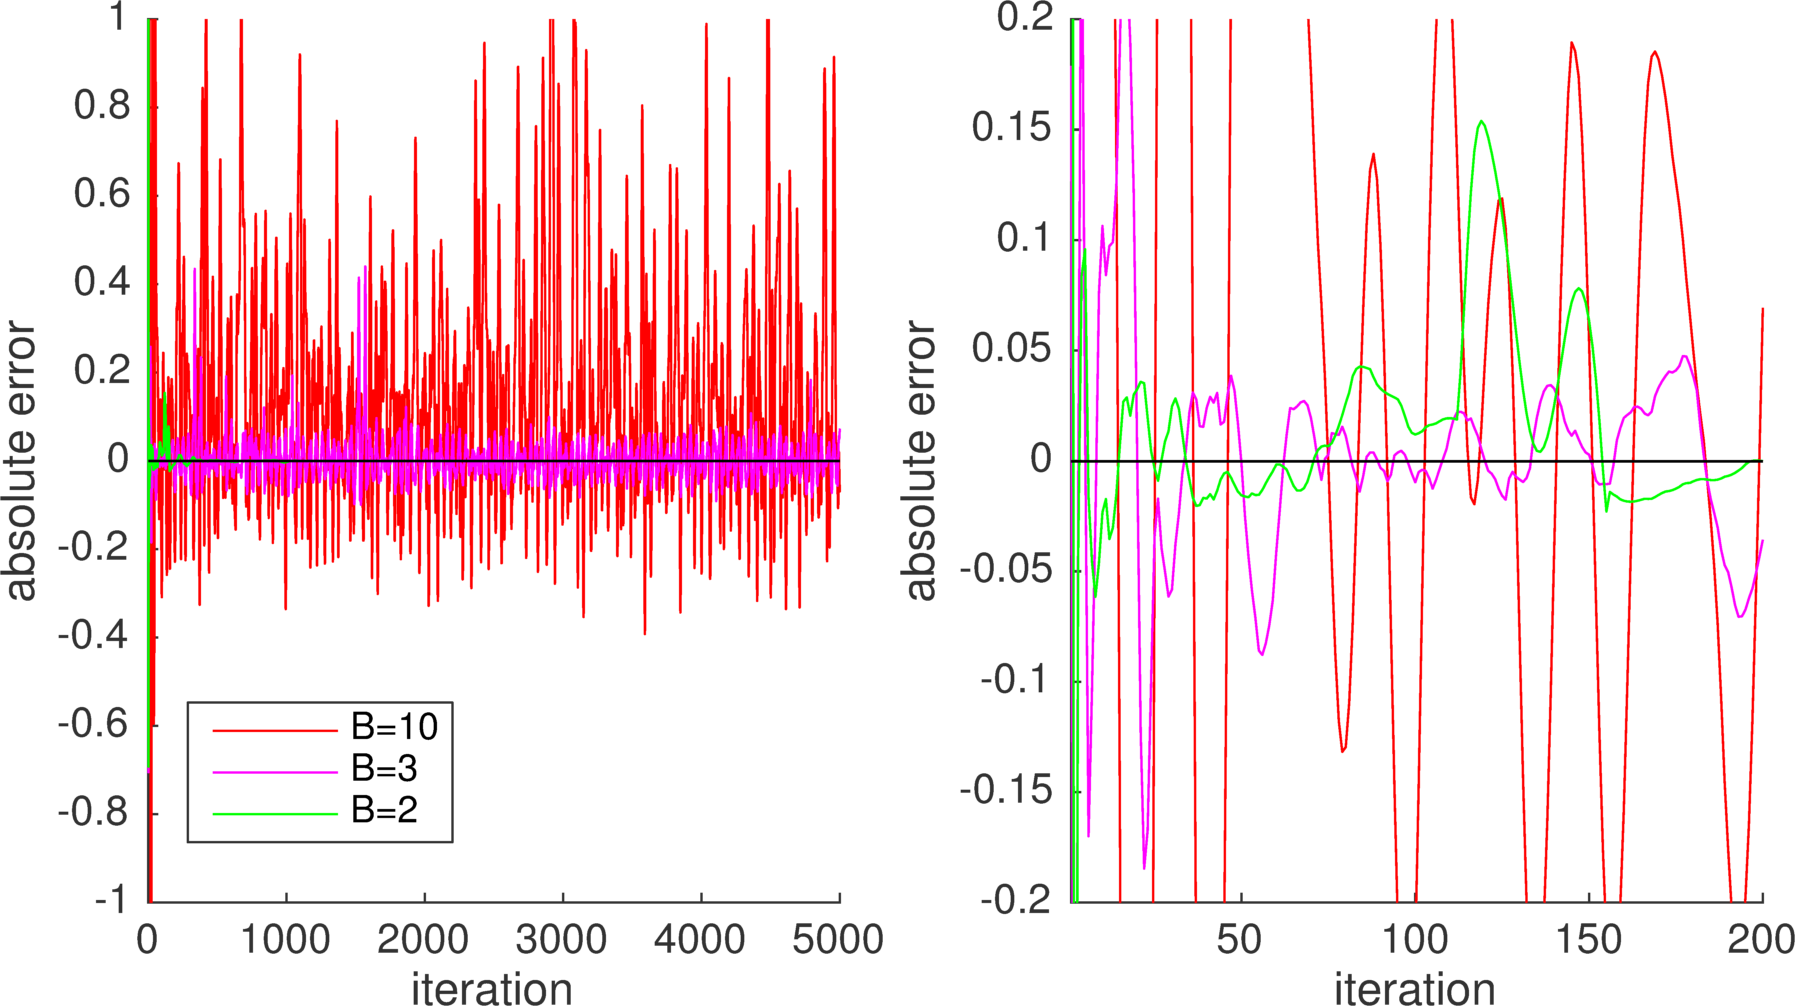 absolute error
1
0.8
0.6
0.4
0.2
0
-0.2
-0.4
-0.6
-0.8
-1
B=10
B=3
B=2
0 1000 2000 3000 4000 5000
iteration
absolute error
0.2
0.15
0.1
0.05
0
-0.05
-0.1
-0.15
-0.2
50 100 150 200
iteration